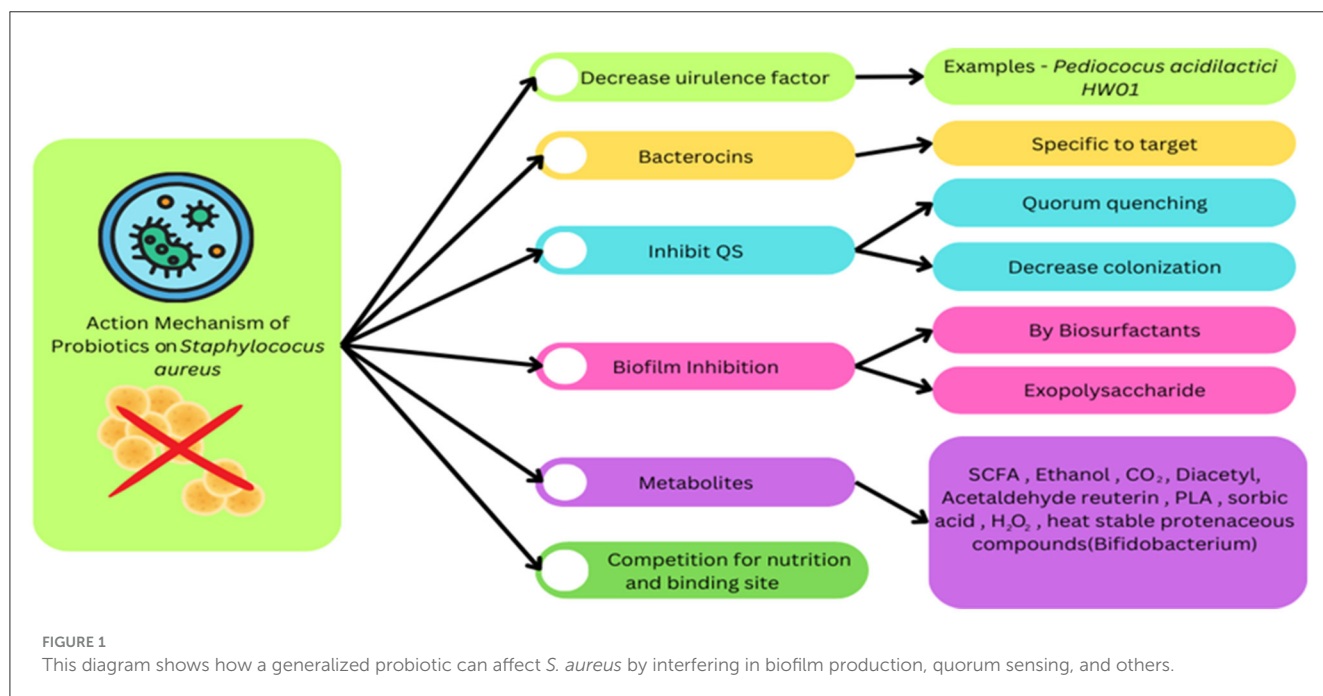 Action Mechanism of
Probiotics on Staphylococus
aureus
Decrease uirulence factor
Examples - Pediococus acidilactici
HW01
Bacterocins
Specific to target
Inhibit QS
Quorum quenching
Decrease colonization
Biofilm Inhibition
By Biosurfactants
Exopolysaccharide
Metabolites
SCFA , Ethanol , CO₂, Diacetyl,
Acetaldehyde reuterin , PLA , sorbic
acid , H₂O₂ , heat stable protenaceous
compounds(Bifidobacterium)
Competition for nutrition
and binding site
FIGURE 1
This diagram shows how a generalized probiotic can affect S. aureus by interfering in biofilm production, quorum sensing, and others.